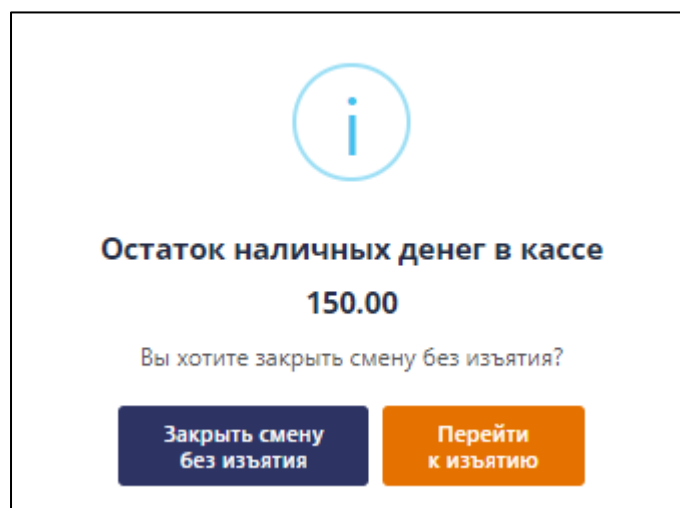 Остаток наличных денег в кассе
150.00
Вы хотите закрыть смену без изъятия?
Закрыть смену
без изъятия
Перейти
к изъятию